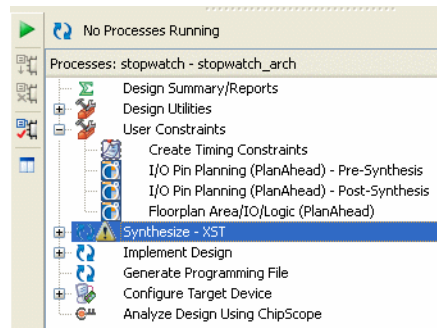 No Processes Running
Processes: stopwatch - stopwatch_arch
Design Summary/Reports
Design Utilities
User Constraints
Create Timing Constraints
I/O Pin Planning (PlanAhead) - Pre-Synthesis
I/O Pin Planning (PlanAhead) - Post-Synthesis
Floorplan Area/IO/Logic (PlanAhead)
Synthesize - XST
Implement Design
Generate Programming File
Configure Target Device
Analyze Design Using ChipScope